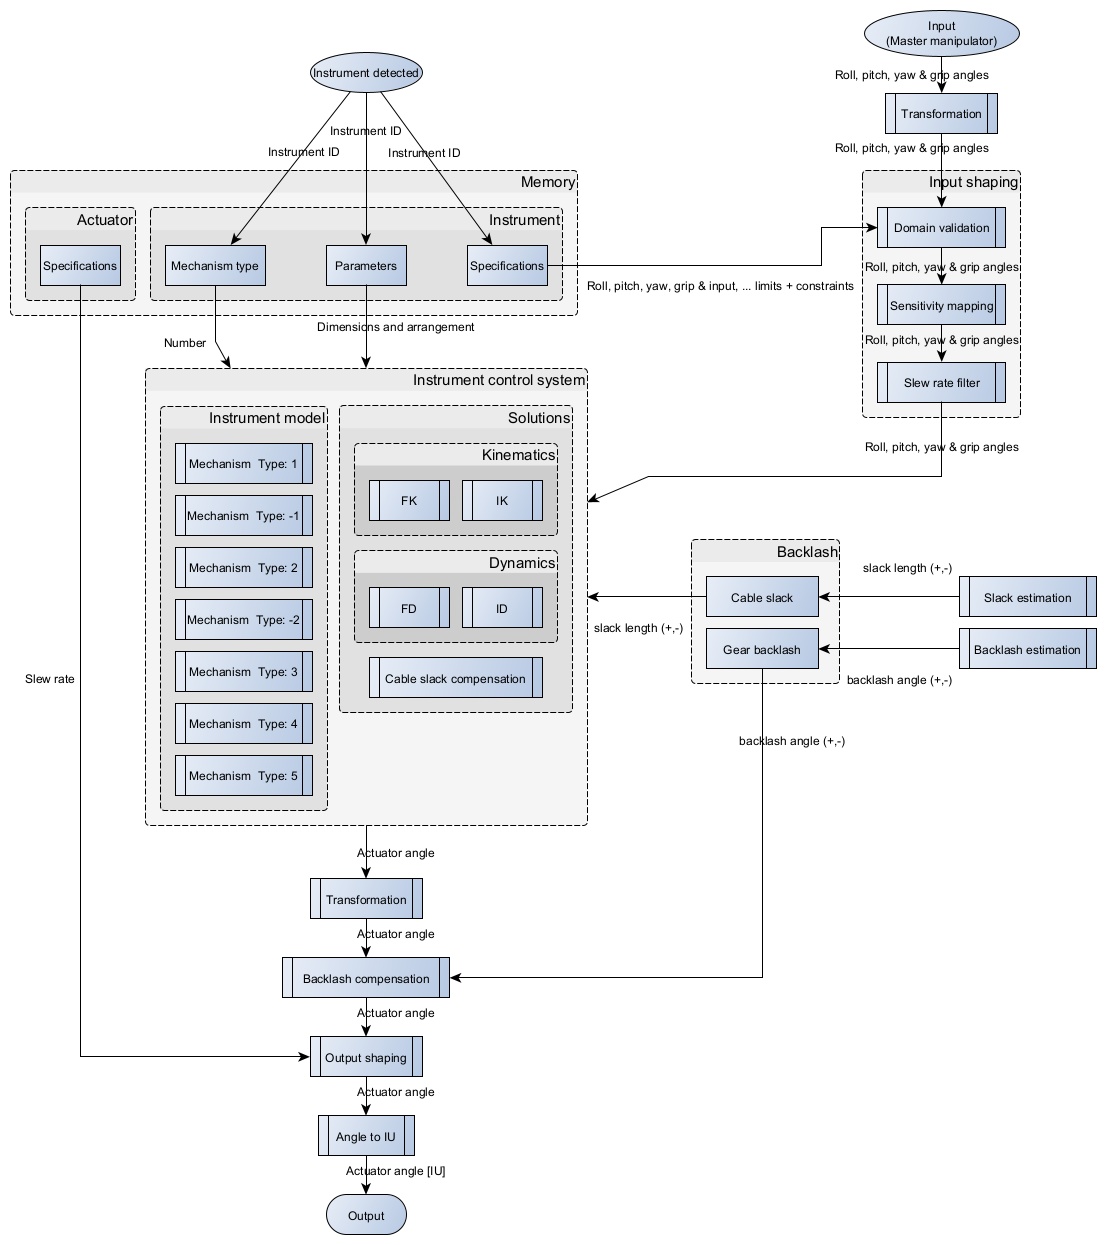 Input
(Master manipulator)
Roll, pitch, yaw & grip angles
Transformation
Roll, pitch, yaw & grip angles
Instrument detected
Instrument ID
Instrument ID
Instrument ID
Memory
Actuator
Specifications
Instrument
Mechanism type
Parameters
Specifications
Input shaping
Domain validation
Roll, pitch, yaw & grip angles
Sensitivity mapping
Roll, pitch, yaw & grip angles
Slew rate filter
Roll, pitch, yaw, grip & input, ... limits + constraints
Number
Dimensions and arrangement
Roll, pitch, yaw & grip angles
Instrument control system
Instrument model
Mechanism  Type: 1
Mechanism  Type: -1
Mechanism  Type: 2
Mechanism  Type: -2
Mechanism  Type: 3
Mechanism  Type: 4
Mechanism  Type: 5
Solutions
Kinematics
FK
IK
Dynamics
FD
ID
Cable slack compensation
Backlash
Cable slack
Gear backlash
slack length (+,-)
Slack estimation
Backlash estimation
backlash angle (+,-)
slack length (+,-)
backlash angle (+,-)
Slew rate
Actuator angle
Transformation
Actuator angle
Backlash compensation
Actuator angle
Output shaping
Actuator angle
Angle to IU
Actuator angle [IU]
Output